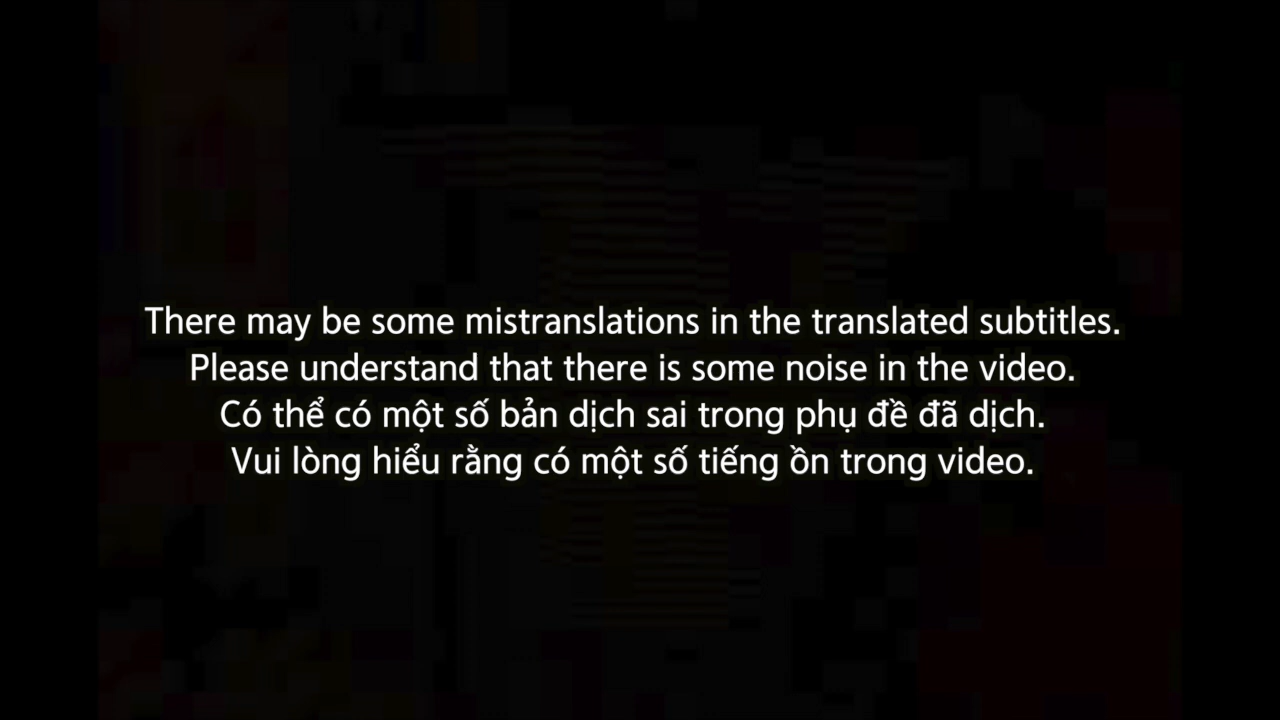 There may be some mistranslations in the translated subtitles.
Please understand that there is some noise in the video.
Có thể có một số bản dịch sai trong phụ đề đã dịch.
Vui lòng hiểu rằng có một số tiếng ồn trong video.